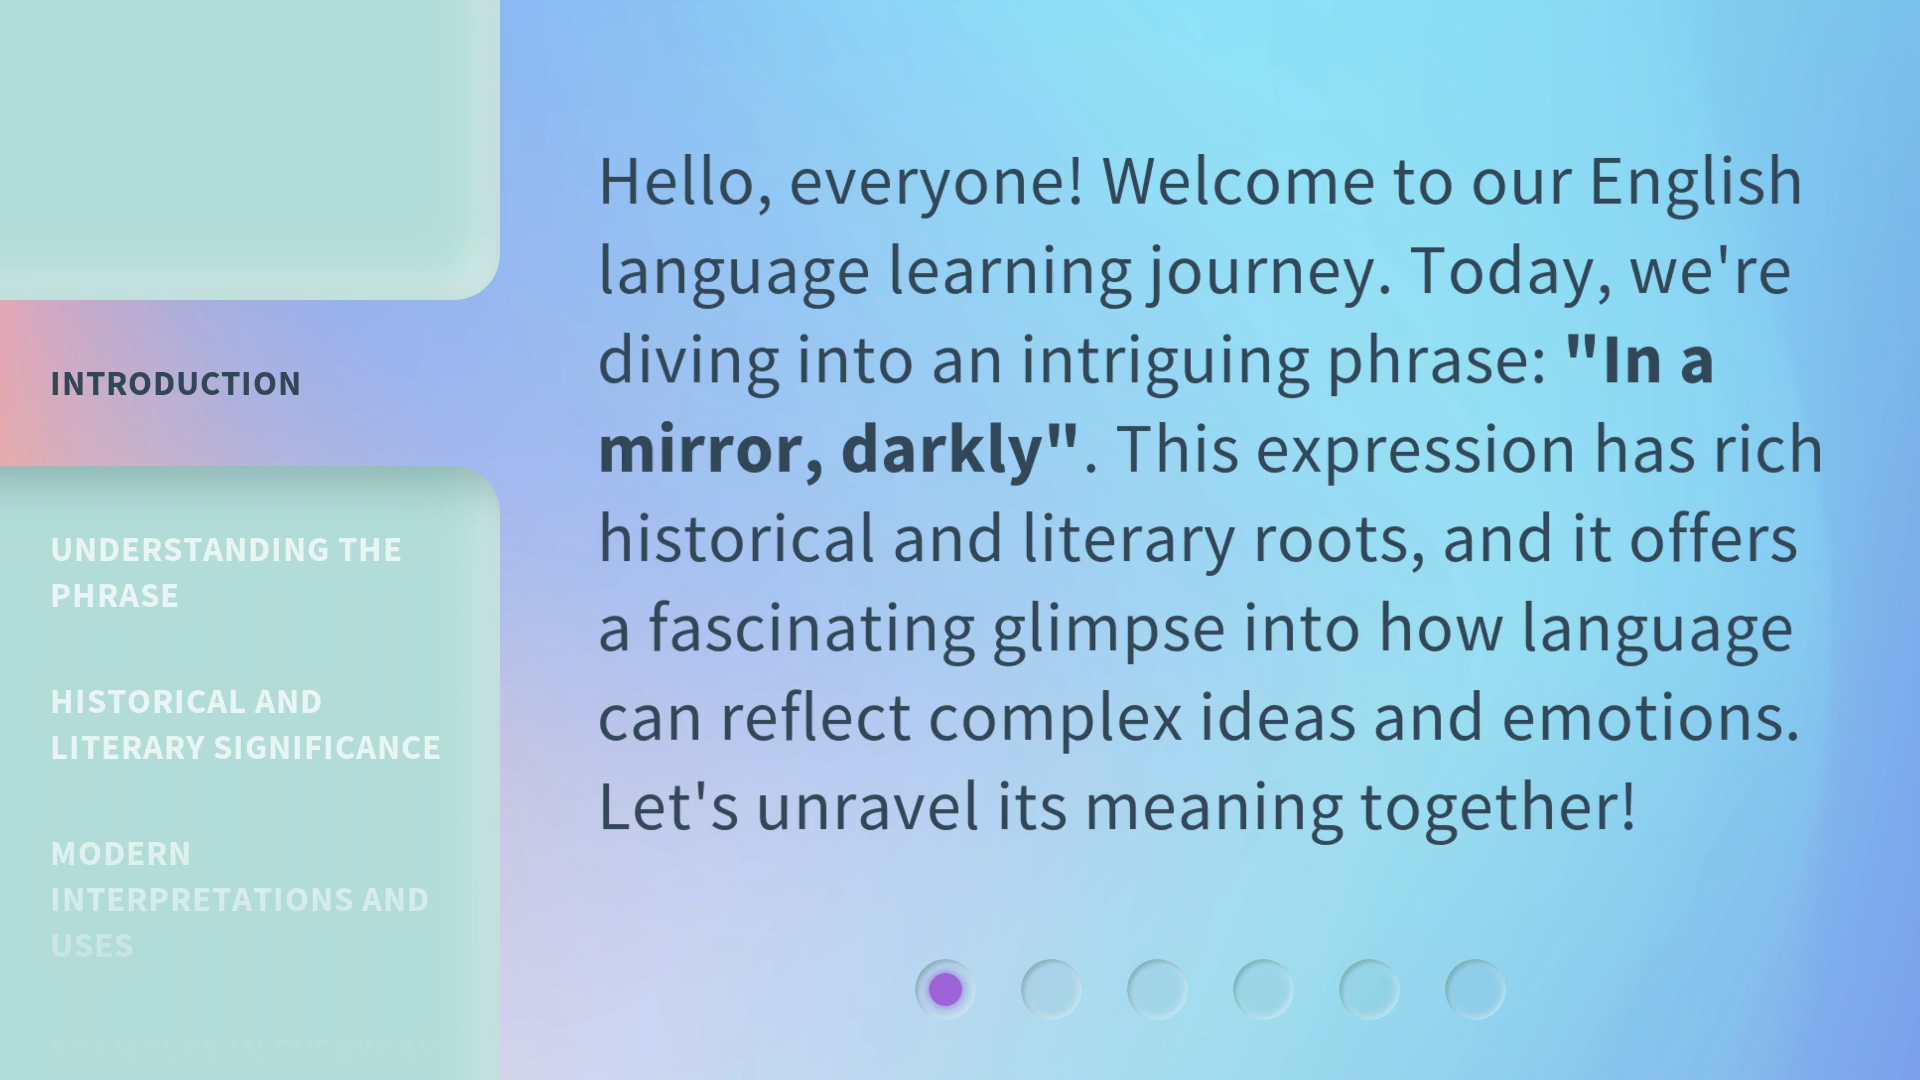 INTRODUCTION
UNDERSTANDING THE
PHRASE
HISTORICAL AND
LITERARY SIGNIFICANCE
MODERN
INTERPRETATIONS AND
USES
EXAMPLES IN EVERYDAY
Hello, everyone! Welcome to our English
language learning journey. Today, we're
diving into an intriguing phrase: "In a
mirror, darkly". This expression has rich
historical and literary roots, and it offers
a fascinating glimpse into how language
can reflect complex ideas and emotions.
Let's unravel its meaning together!